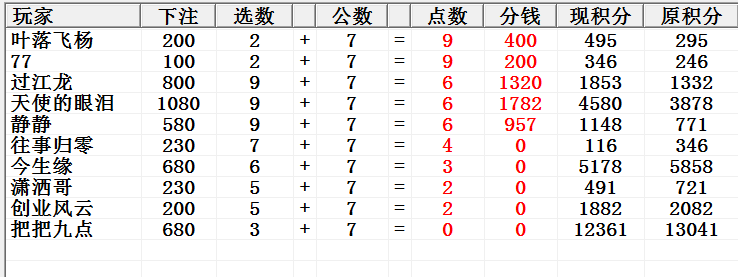 玩家 下注 选数 公数 点数 分钱 现积分 原积分
叶落飞杨 200 2 + 7 = 9 400 495 295
77 100 2 + 7 = 9 200 346 246
过江龙 800 9 + 7 = 6 1320 1853 1332
天使的眼泪 1080 9 + 7 = 6 1782 4580 3878
静静 580 9 + 7 = 6 957 1148 771
往事归零 230 7 + 7 = 4 0 116 346
今生缘 680 6 + 7 = 3 0 5178 5858
潇洒哥 230 5 + 7 = 2 0 491 721
创业风云 200 5 + 7 = 2 0 1882 2082
把把九点 680 3 + 7 = 0 0 12361 13041